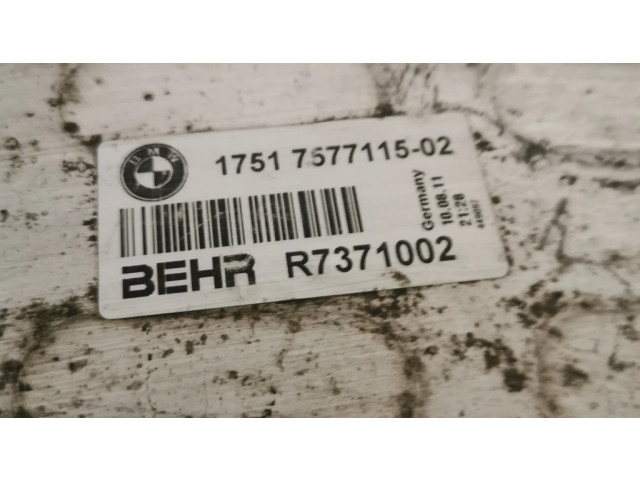 BMW
1751 7577115-02
Germany
10.08.11
21:28
BEHR R7371002